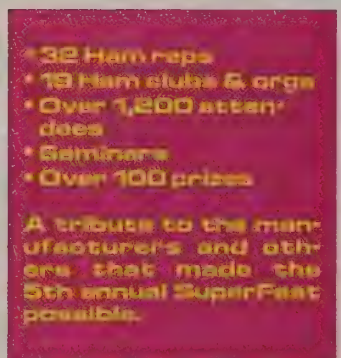 • 32 Ham reps
• 19 Ham clubs & orgs
• Over 1,200 atten-
dees
• Seminars
• Over 100 prizes
A tribute to the man-
ufacturers and oth-
ers that made the
5th annual SuperFest
possible.